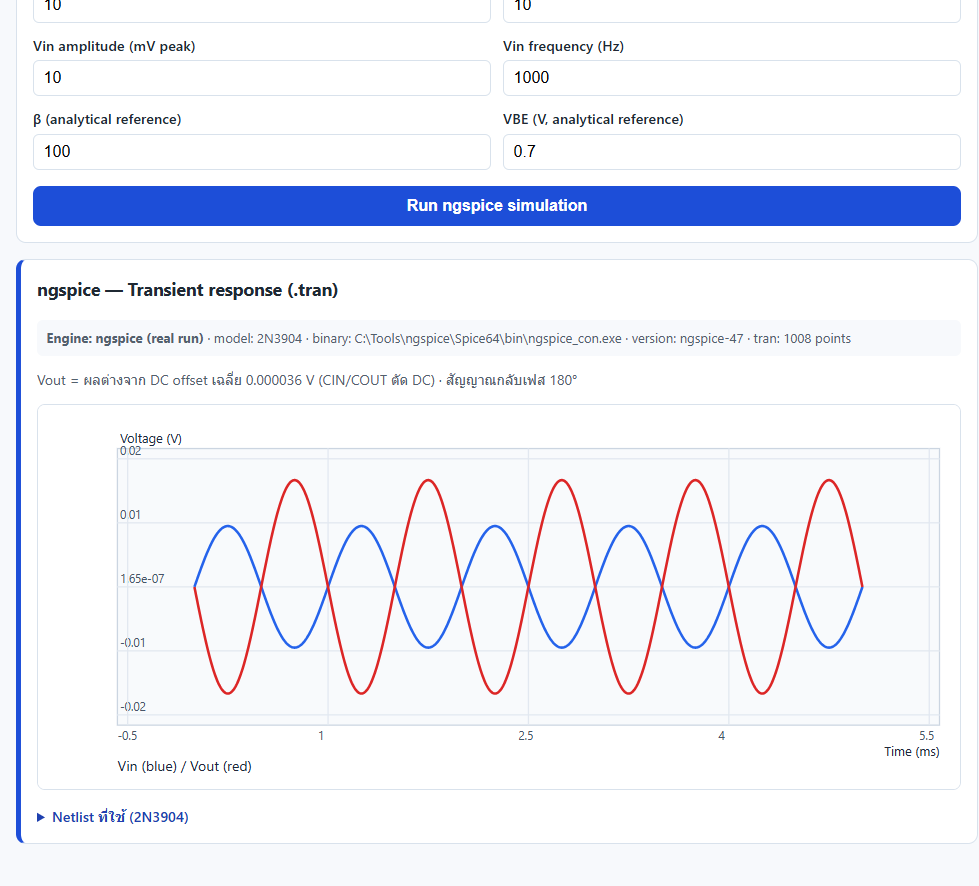 10 10
Vin amplitude (mV peak) Vin frequency (Hz)
10 1000
β (analytical reference) VBE (V, analytical reference)
100 0.7
Run ngspice simulation
ngspice — Transient response (.tran)
Engine: ngspice (real run) · model: 2N3904 · binary: C:\Tools\ngspice\Spice64\bin\ngspice_con.exe · version: ngspice-47 · tran: 1008 points
Vout = ผลต่างจาก DC offset เฉลี่ย 0.000036 V (CIN/COUT ตัด DC) · สัญญาณกลับเฟส 180°
Voltage (V)
0.02
0.01
1.65e-07
-0.01
-0.02
-0.5 1 2.5 4 5.5
Time (ms)
Vin (blue) / Vout (red)
Netlist ที่ใช้ (2N3904)